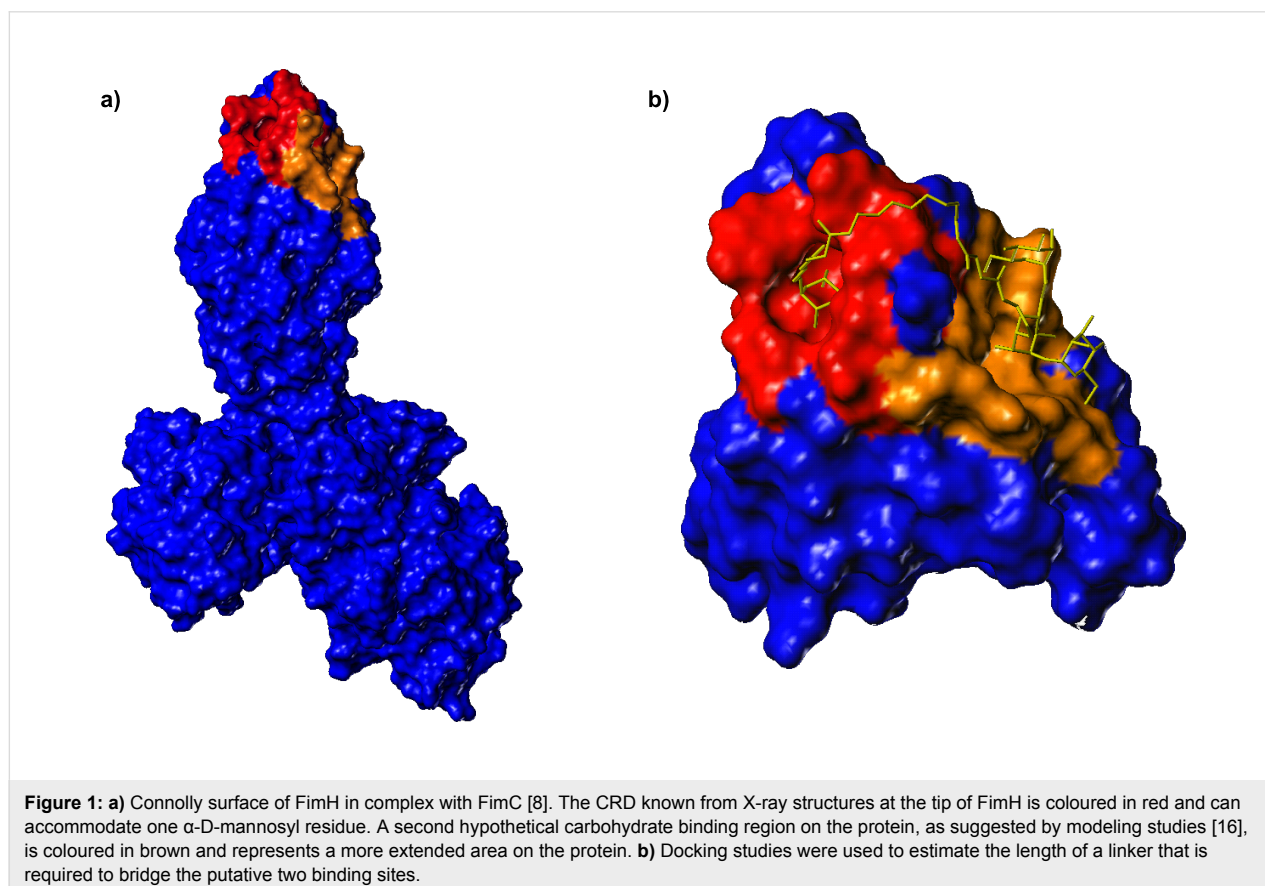 a)
b)
Figure 1: a) Connolly surface of FimH in complex with FimC [8]. The CRD known from X-ray structures at the tip of FimH is coloured in red and can
accommodate one α-D-mannosyl residue. A second hypothetical carbohydrate binding region on the protein, as suggested by modeling studies [16],
is coloured in brown and represents a more extended area on the protein. b) Docking studies were used to estimate the length of a linker that is
required to bridge the putative two binding sites.